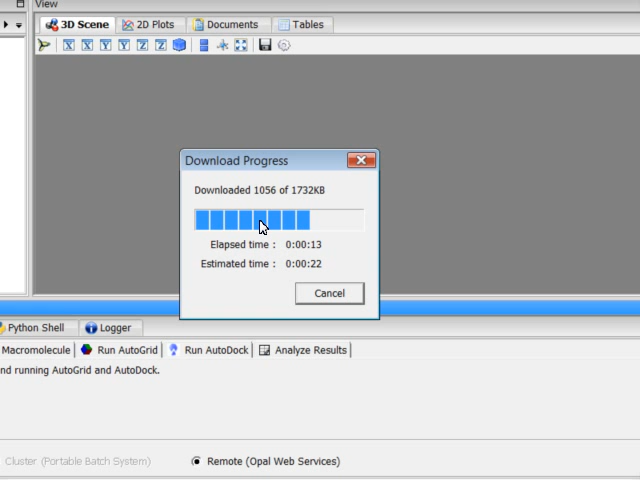 View
3D Scene 2D Plots Documents Tables
X X Y Y Z Z
Download Progress
Downloaded 1056 of 1732KB
Elapsed time : 0:00:13
Estimated time : 0:00:22
Cancel
Python Shell Logger
Macromolecule Run AutoGrid Run AutoDock Analyze Results
nd running AutoGrid and AutoDock.
Cluster (Portable Batch System) Remote (Opal Web Services)